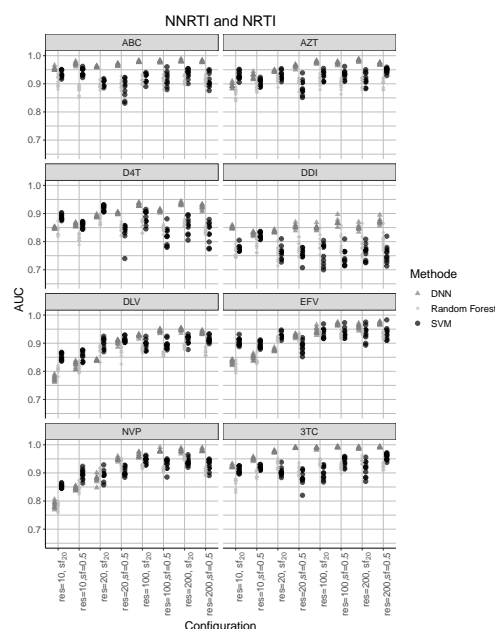 NNRTI and NRTI
ABC
AZT
1.0
0.9
0.8
0.7
D4T
DDI
1.0
0.9
0.8
0.7
DLV
EFV
1.0
0.9
0.8
0.7
NVP
3TC
1.0
0.9
0.8
0.7
AUC
res=10, sf₂₀
res=10,sf=0.5
res=20, sf₂₀
res=20,sf=0.5
res=100, sf₂₀
res=100,sf=0.5
res=200, sf₂₀
res=200,sf=0.5
res=10, sf₂₀
res=10,sf=0.5
res=20, sf₂₀
res=20,sf=0.5
res=100, sf₂₀
res=100,sf=0.5
res=200, sf₂₀
res=200,sf=0.5
Configuration
Methode
DNN
Random Forest
SVM